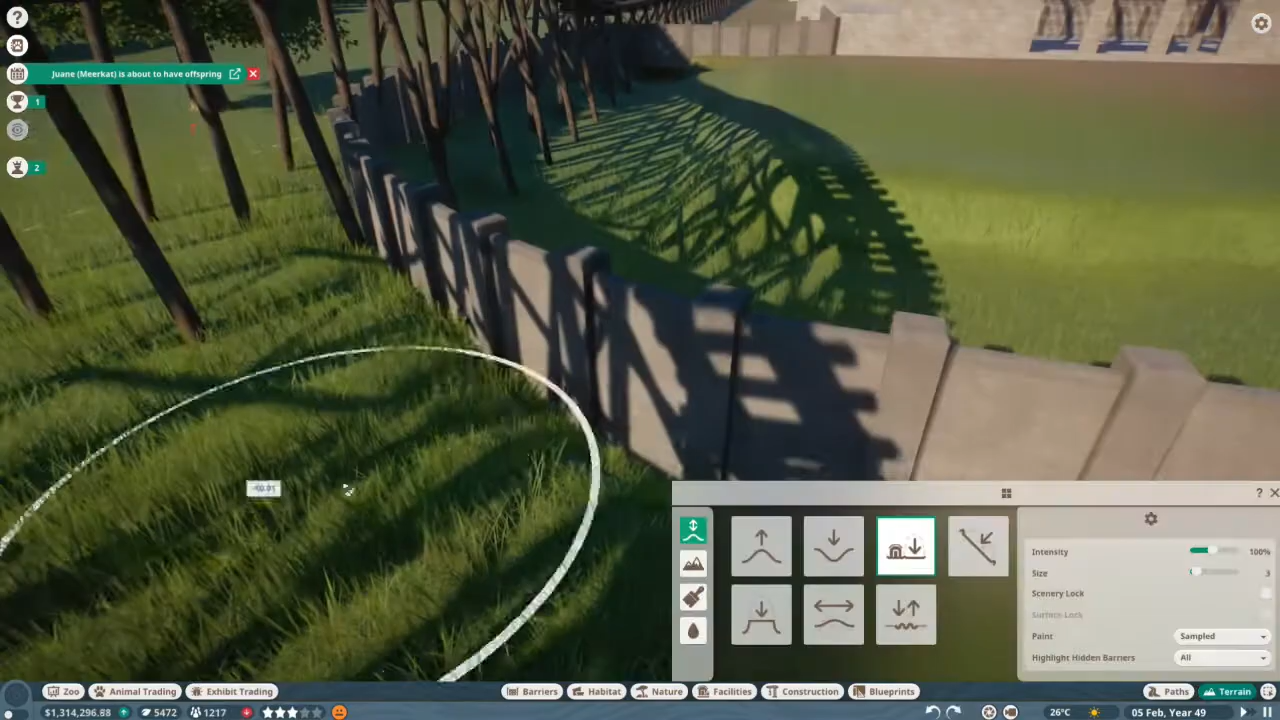 ?
Juane (Meerkat) is about to have offspring
1
2
?
Intensity 100%
Size 3
Scenery Lock
Surface Lock
Paint Sampled
Highlight Hidden Barriers All
Zoo Animal Trading Exhibit Trading Barriers Habitat Nature Facilities Construction Blueprints Paths Terrain
$1,314,296.88 5472 1217 26°C 05 Feb, Year 49